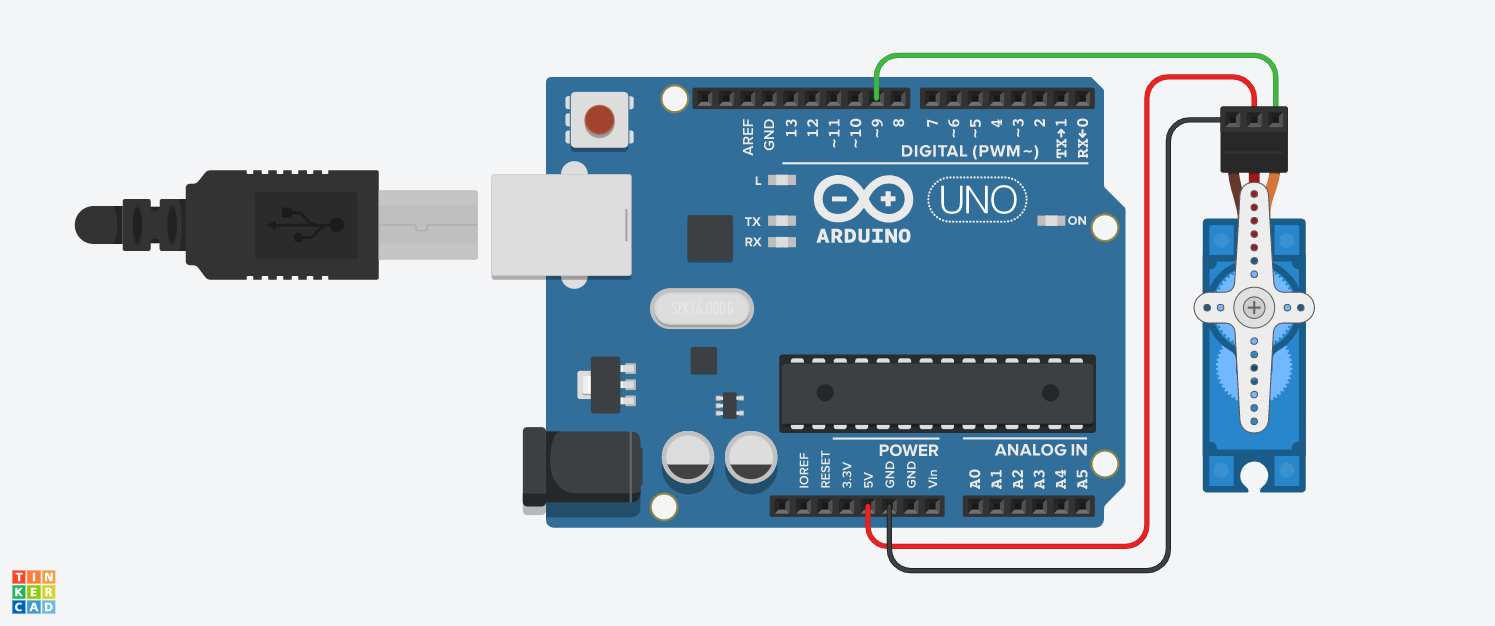 AREF
GND
13
12
~11
~10
~9
8
7
~6
~5
4
~3
2
TX→1
RX←0
DIGITAL (PWM~)
L
TX
RX
UNO
ARDUINO
ON
SPK16.000G
POWER
ANALOG IN
IOREF
RESET
3.3V
5V
GND
GND
Vin
A0
A1
A2
A3
A4
A5
TIN
KER
CAD